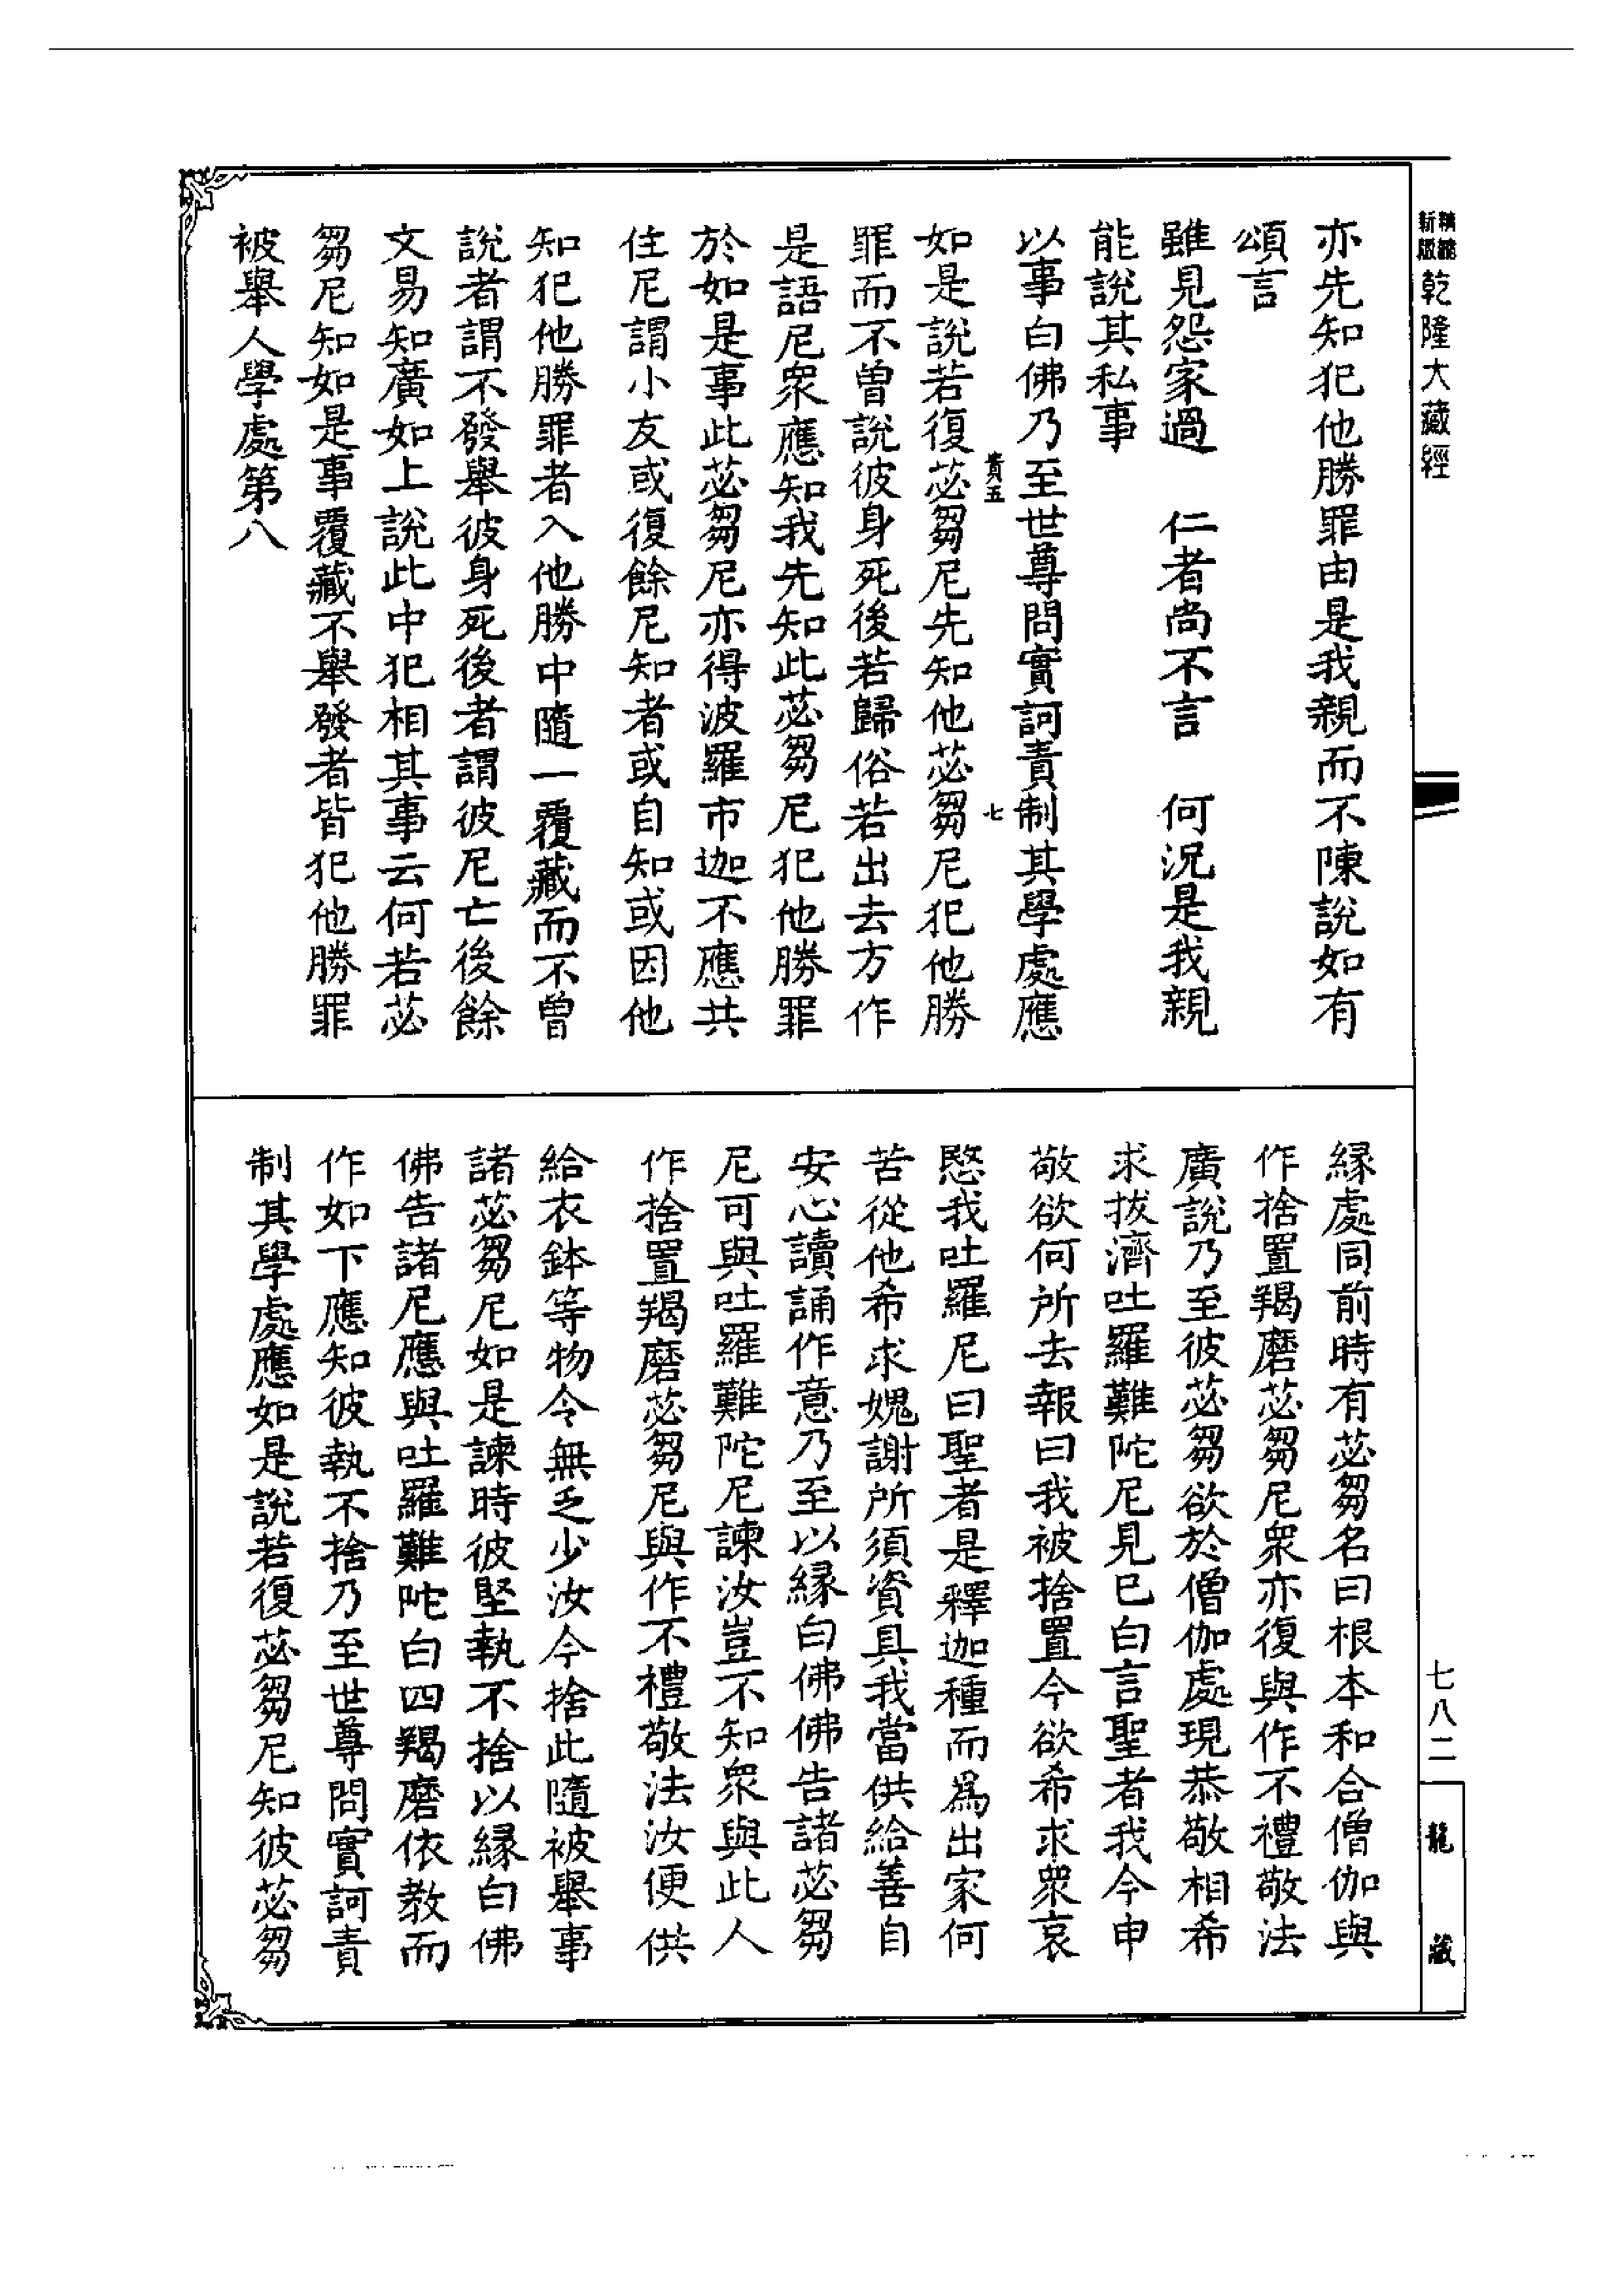 精縮新版乾隆大藏經
亦先知犯他勝罪由是我親而不陳說如有
頌言
雖見怨家過　仁者尚不言　何況是我親
能說其私事
以事白佛乃至世尊問實訶責制其學處應
貴五　七
如是說若復苾芻尼先知他苾芻尼犯他勝
罪而不曾說彼身死後若歸俗若出去方作
是語尼衆應知我先知此苾芻尼犯他勝罪
於如是事此苾芻尼亦得波羅市迦不應共
住尼謂小友或復餘尼知者或自知或因他
知犯他勝罪者入他勝中隨一覆藏而不曾
說者謂不發舉彼身死後者謂彼尼亡後餘
文易知廣如上說此中犯相其事云何若苾
芻尼知如是事覆藏不舉發者皆犯他勝罪
被舉人學處第八
緣處同前時有苾芻名曰根本和合僧伽與
作捨置羯磨苾芻尼衆亦復與作不禮敬法
廣說乃至彼苾芻欲於僧伽處現恭敬相希
求拔濟吐羅難陀尼見已白言聖者我今申
敬欲何所去報曰我被捨置今欲希求衆哀
愍我吐羅尼曰聖者是釋迦種而為出家何
苦從他希求媿謝所須資具我當供給善自
安心讀誦作意乃至以緣白佛佛告諸苾芻
尼可與吐羅難陀尼諫汝豈不知衆與此人
作捨置羯磨苾芻尼與作不禮敬法汝便供
給衣鉢等物令無乏少汝今捨此隨被舉事
諸苾芻尼如是諫時彼堅執不捨以緣白佛
佛告諸尼應與吐羅難陀白四羯磨依教而
作如下應知彼執不捨乃至世尊問實訶責
制其學處應如是說若復苾芻尼知彼苾芻
七八二
龍藏